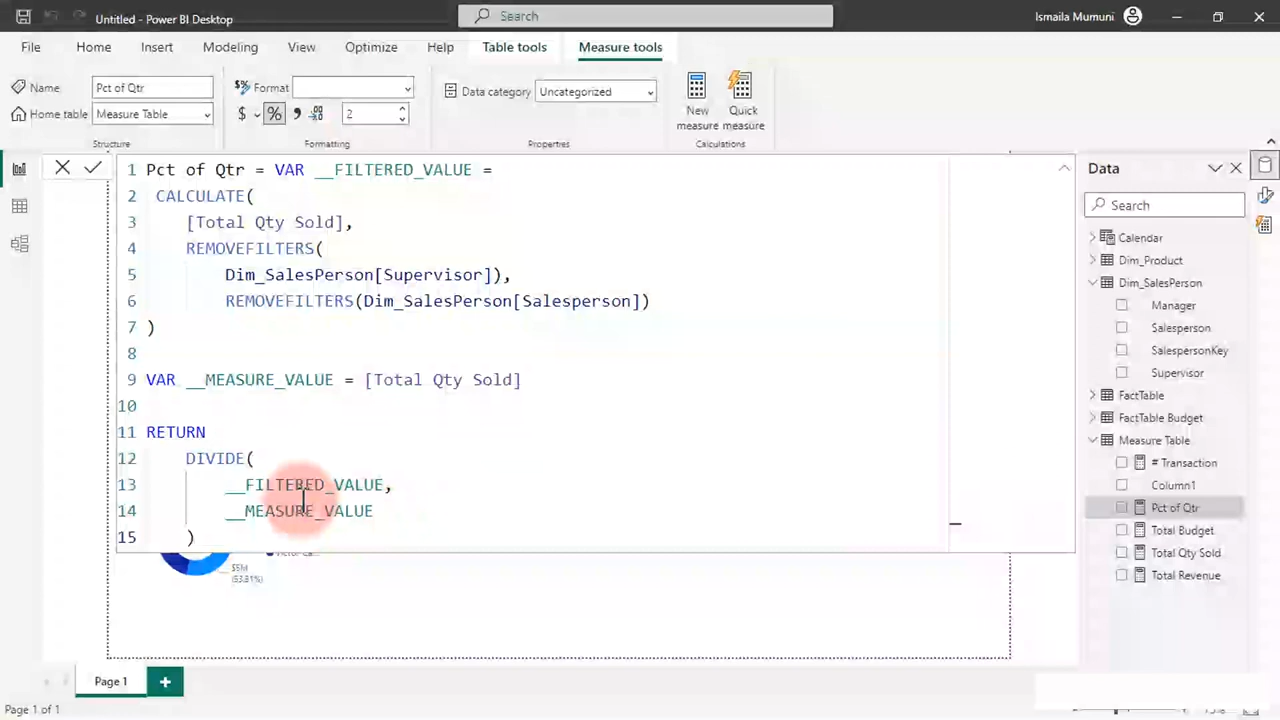 Untitled - Power BI Desktop
Search
Ismaila Mumuni
File
Home
Insert
Modeling
View
Optimize
Help
Table tools
Measure tools
Name
Pct of Qtr
Format
Data category
Uncategorized
New measure
Quick measure
Home table
Measure Table
$
%
2
Structure
Formatting
Properties
Calculations
1 Pct of Qtr = VAR __FILTERED_VALUE =
2 CALCULATE(
3 [Total Qty Sold],
4 REMOVEFILTERS(
5 Dim_SalesPerson[Supervisor]),
6 REMOVEFILTERS(Dim_SalesPerson[Salesperson])
7 )
8
9 VAR __MEASURE_VALUE = [Total Qty Sold]
10
11 RETURN
12 DIVIDE(
13 __FILTERED_VALUE,
14 __MEASURE_VALUE
15 )
$5M
(53.81%)
Data
Search
Calendar
Dim_Product
Dim_SalesPerson
Manager
Salesperson
SalespersonKey
Supervisor
FactTable
FactTable Budget
Measure Table
# Transaction
Column1
Pct of Qtr
Total Budget
Total Qty Sold
Total Revenue
Page 1
Page 1 of 1